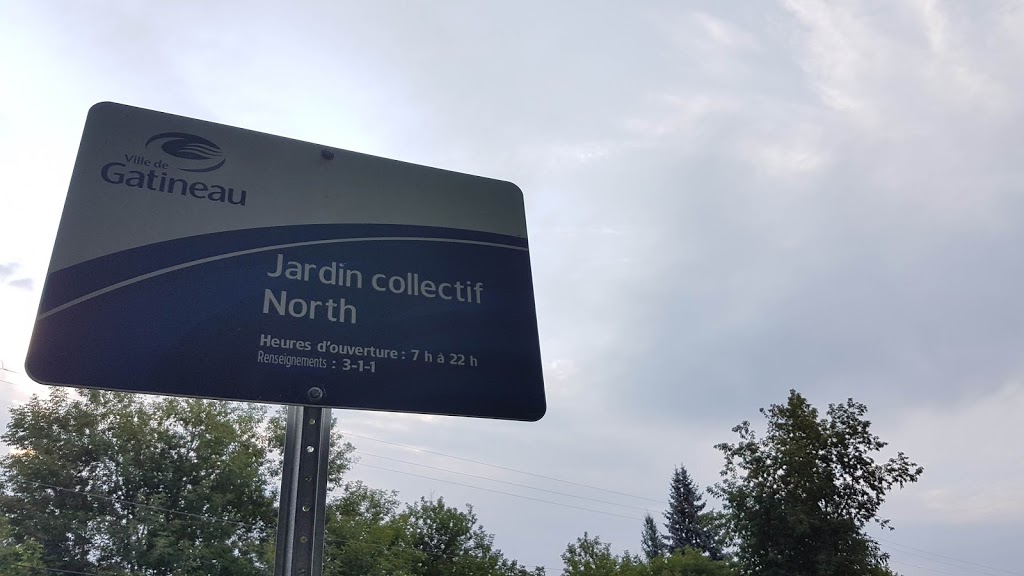 Ville de
Gatineau
Jardin collectif
North
Heures d'ouverture : 7 h à 22 h
Renseignements : 3-1-1